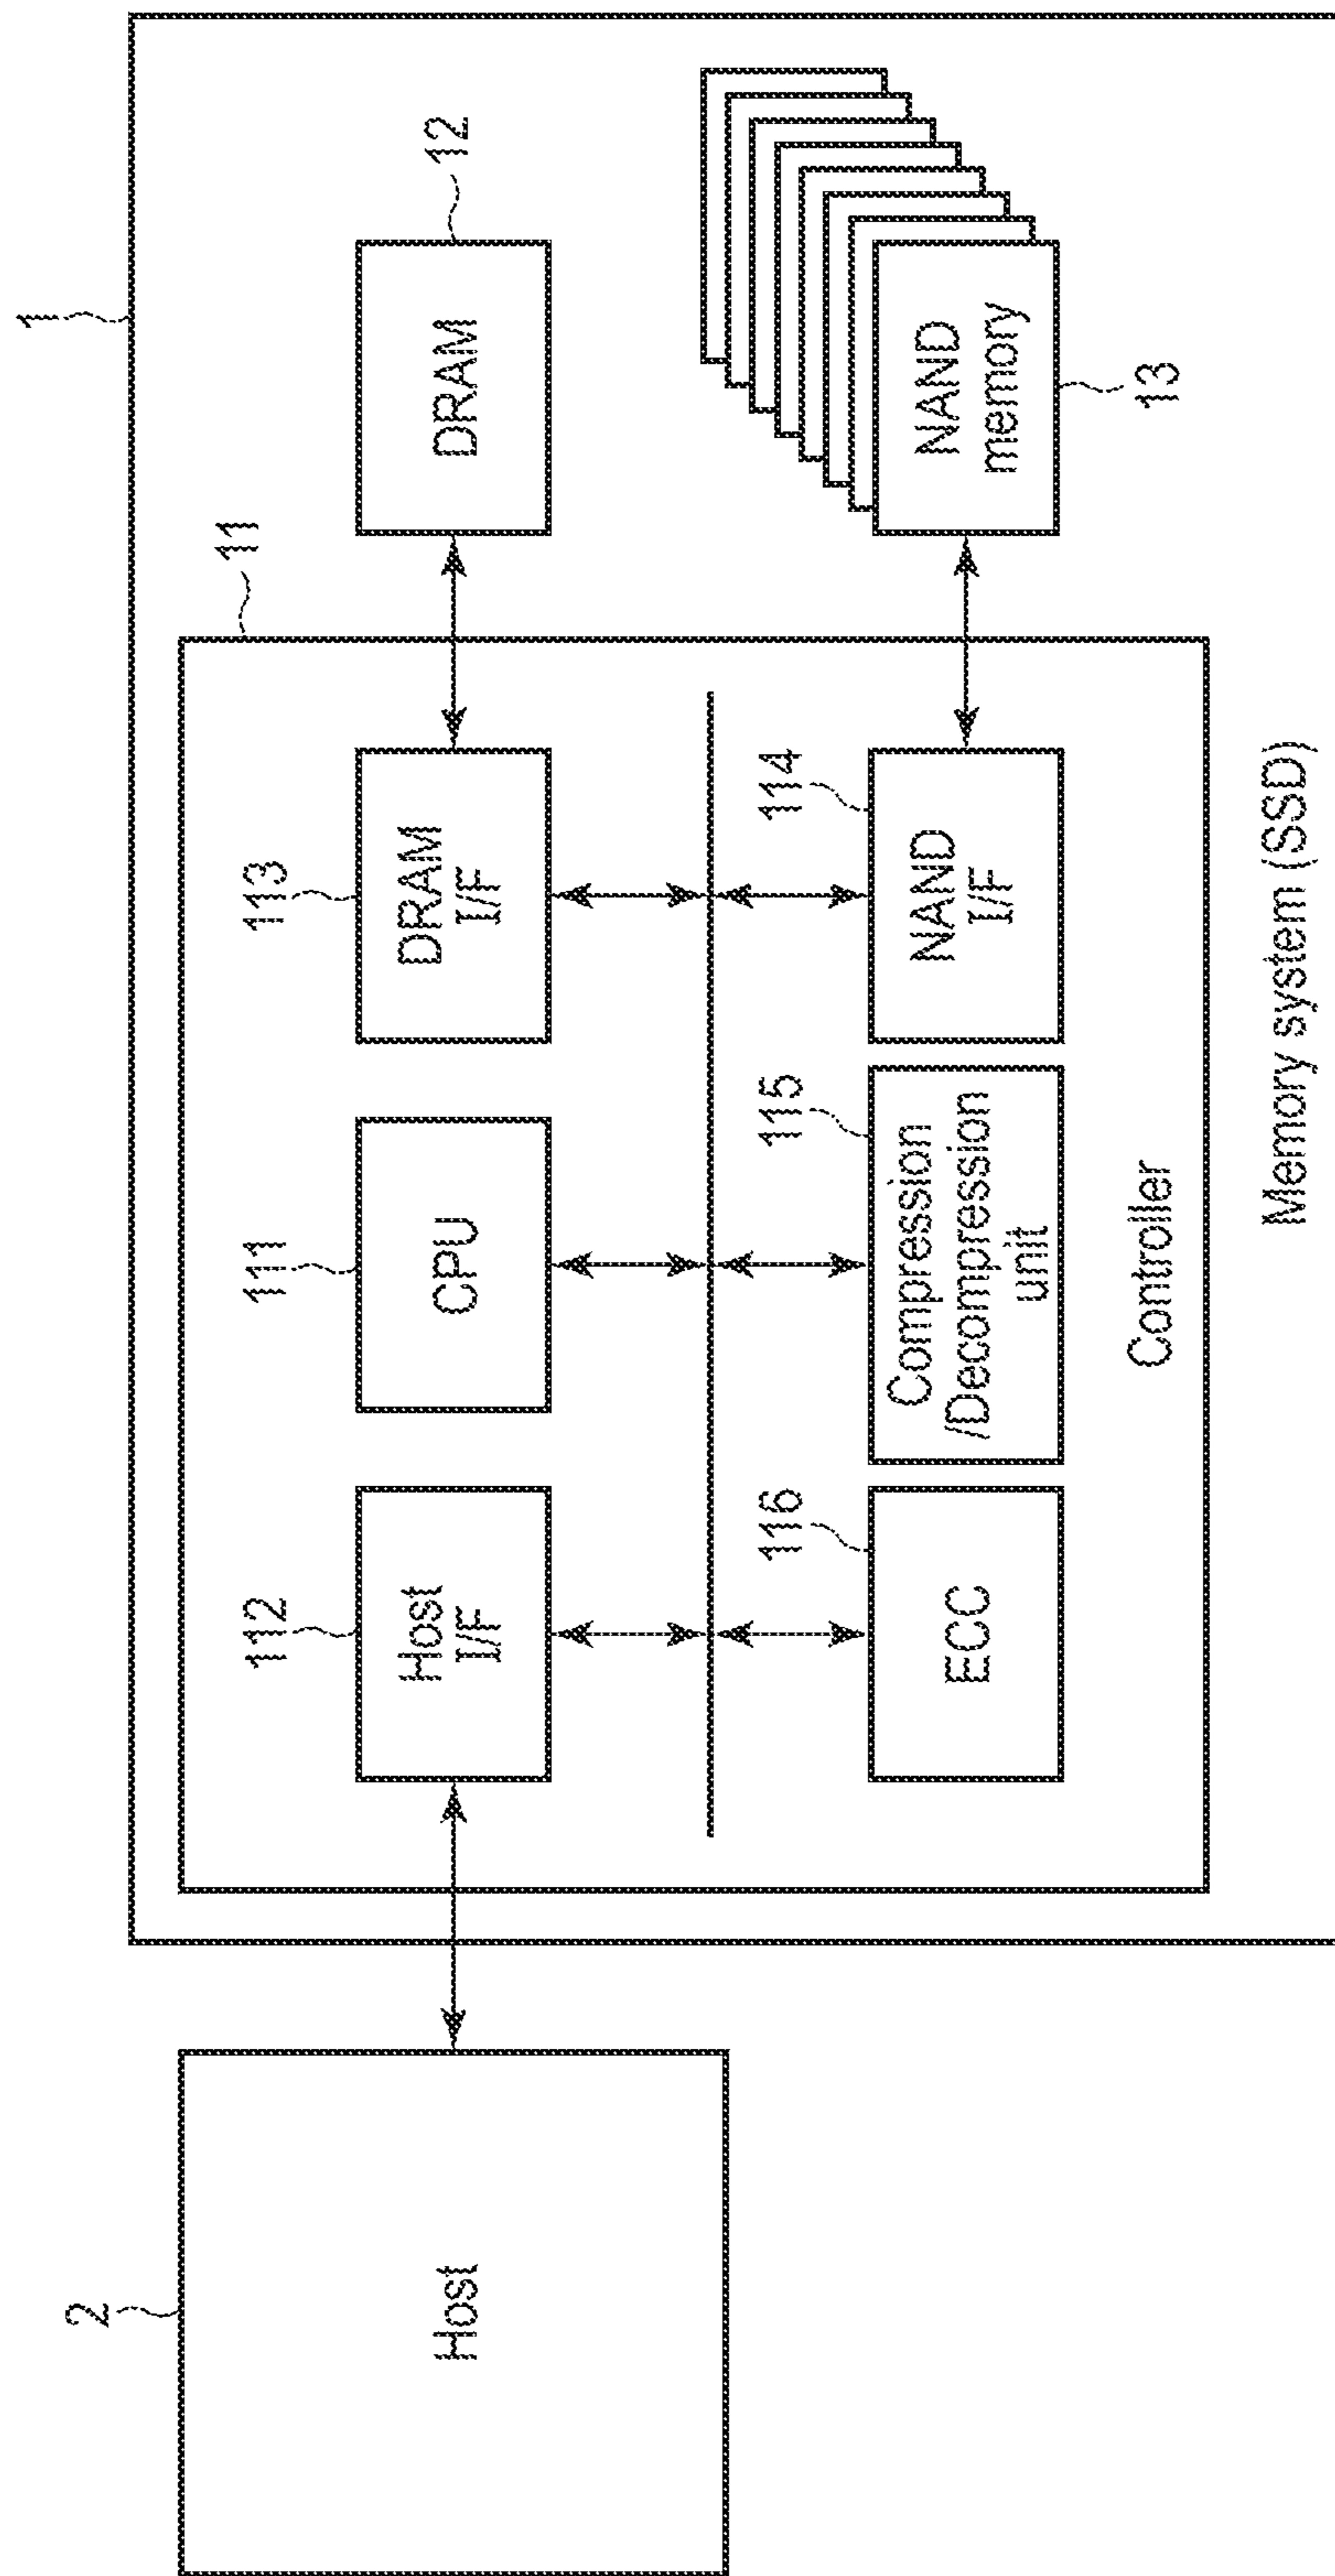 1
2
11
12
Host
112
Host
I/F
111
CPU
113
DRAM
I/F
DRAM
116
ECC
115
Compression
/Decompression
unit
114
NAND
I/F
NAND
memory
13
Controller
Memory system (SSD)